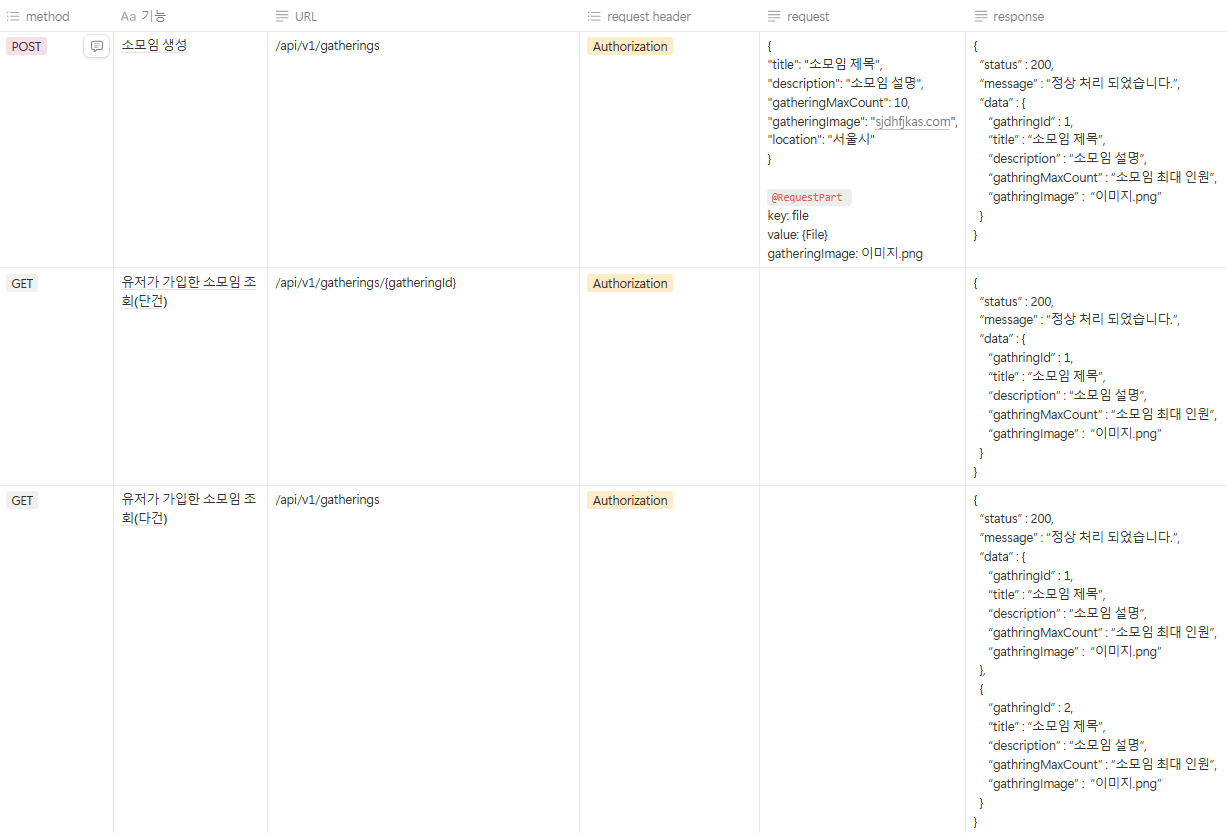 method
Aa 기능
URL
request header
request
response
POST
소모임 생성
/api/v1/gatherings
Authorization
{
"title": "소모임 제목",
"description": "소모임 설명",
"gatheringMaxCount": 10,
"gatheringImage": "sjdhfjkas.com",
"location": "서울시"
}
@RequestPart
key: file
value: {File}
gatheringImage: 이미지.png
{
“status” : 200,
“message” : “정상 처리 되었습니다.”,
“data” : {
“gathringId” : 1,
“title” : “소모임 제목”,
“description” : “소모임 설명”,
“gathringMaxCount” : “소모임 최대 인원”,
“gathringImage” : “이미지.png”
}
}
GET
유저가 가입한 소모임 조
회(단건)
/api/v1/gatherings/{gatheringId}
Authorization
{
“status” : 200,
“message” : “정상 처리 되었습니다.”,
“data” : {
“gathringId” : 1,
“title” : “소모임 제목”,
“description” : “소모임 설명”,
“gathringMaxCount” : “소모임 최대 인원”,
“gathringImage” : “이미지.png”
}
}
GET
유저가 가입한 소모임 조
회(다건)
/api/v1/gatherings
Authorization
{
“status” : 200,
“message” : “정상 처리 되었습니다.”,
“data” : {
“gathringId” : 1,
“title” : “소모임 제목”,
“description” : “소모임 설명”,
“gathringMaxCount” : “소모임 최대 인원”,
“gathringImage” : “이미지.png”
},
{
“gathringId” : 2,
“title” : “소모임 제목”,
“description” : “소모임 설명”,
“gathringMaxCount” : “소모임 최대 인원”,
“gathringImage” : “이미지.png”
}
}